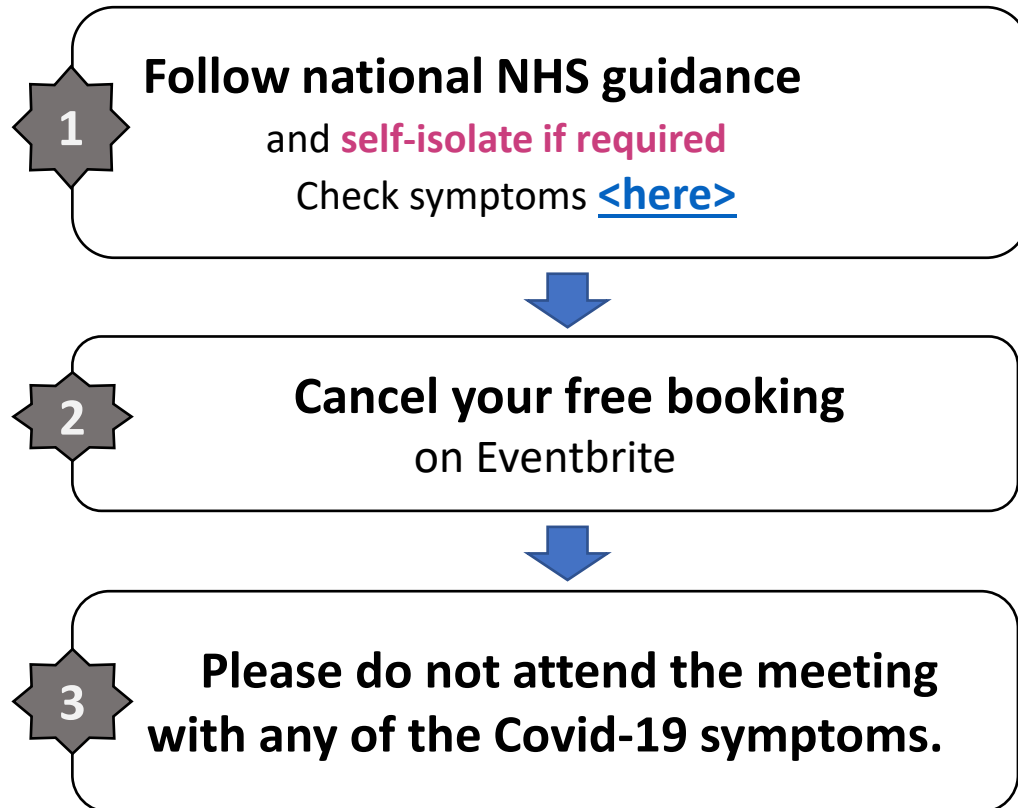 1
Follow national NHS guidance
and self-isolate if required
Check symptoms <here>
2
Cancel your free booking
on Eventbrite
3
Please do not attend the meeting
with any of the Covid-19 symptoms.